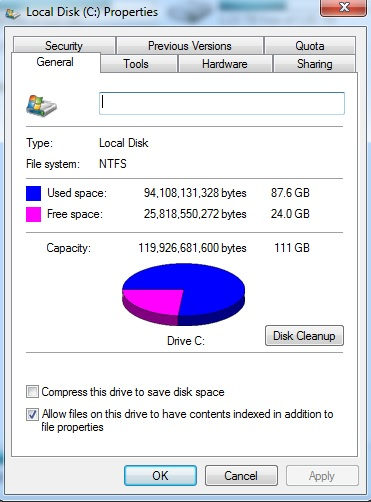 Local Disk (C:) Properties
Security Previous Versions Quota
General Tools Hardware Sharing
Type: Local Disk
File system: NTFS
Used space: 94,108,131,328 bytes 87.6 GB
Free space: 25,818,550,272 bytes 24.0 GB
Capacity: 119,926,681,600 bytes 111 GB
Drive C:
Disk Cleanup
Compress this drive to save disk space
Allow files on this drive to have contents indexed in addition to
file properties
OK Cancel Apply